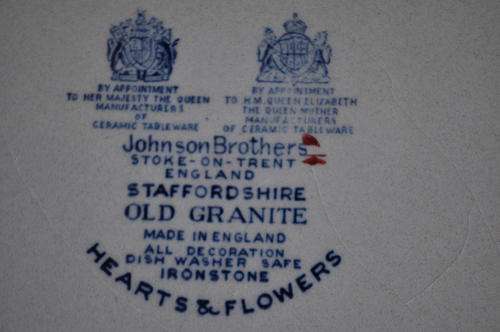 BY APPOINTMENT
TO HER MAJESTY THE QUEEN
MANUFACTURERS
OF
CERAMIC TABLEWARE
BY APPOINTMENT
TO H.M. QUEEN ELIZABETH
THE QUEEN MOTHER
MANUFACTURERS
OF CERAMIC TABLEWARE
Johnson Brothers
STOKE-ON-TRENT
ENGLAND
STAFFORDSHIRE
OLD GRANITE
MADE IN ENGLAND
ALL DECORATION
DISH WASHER SAFE
IRONSTONE
HEARTS & FLOWERS